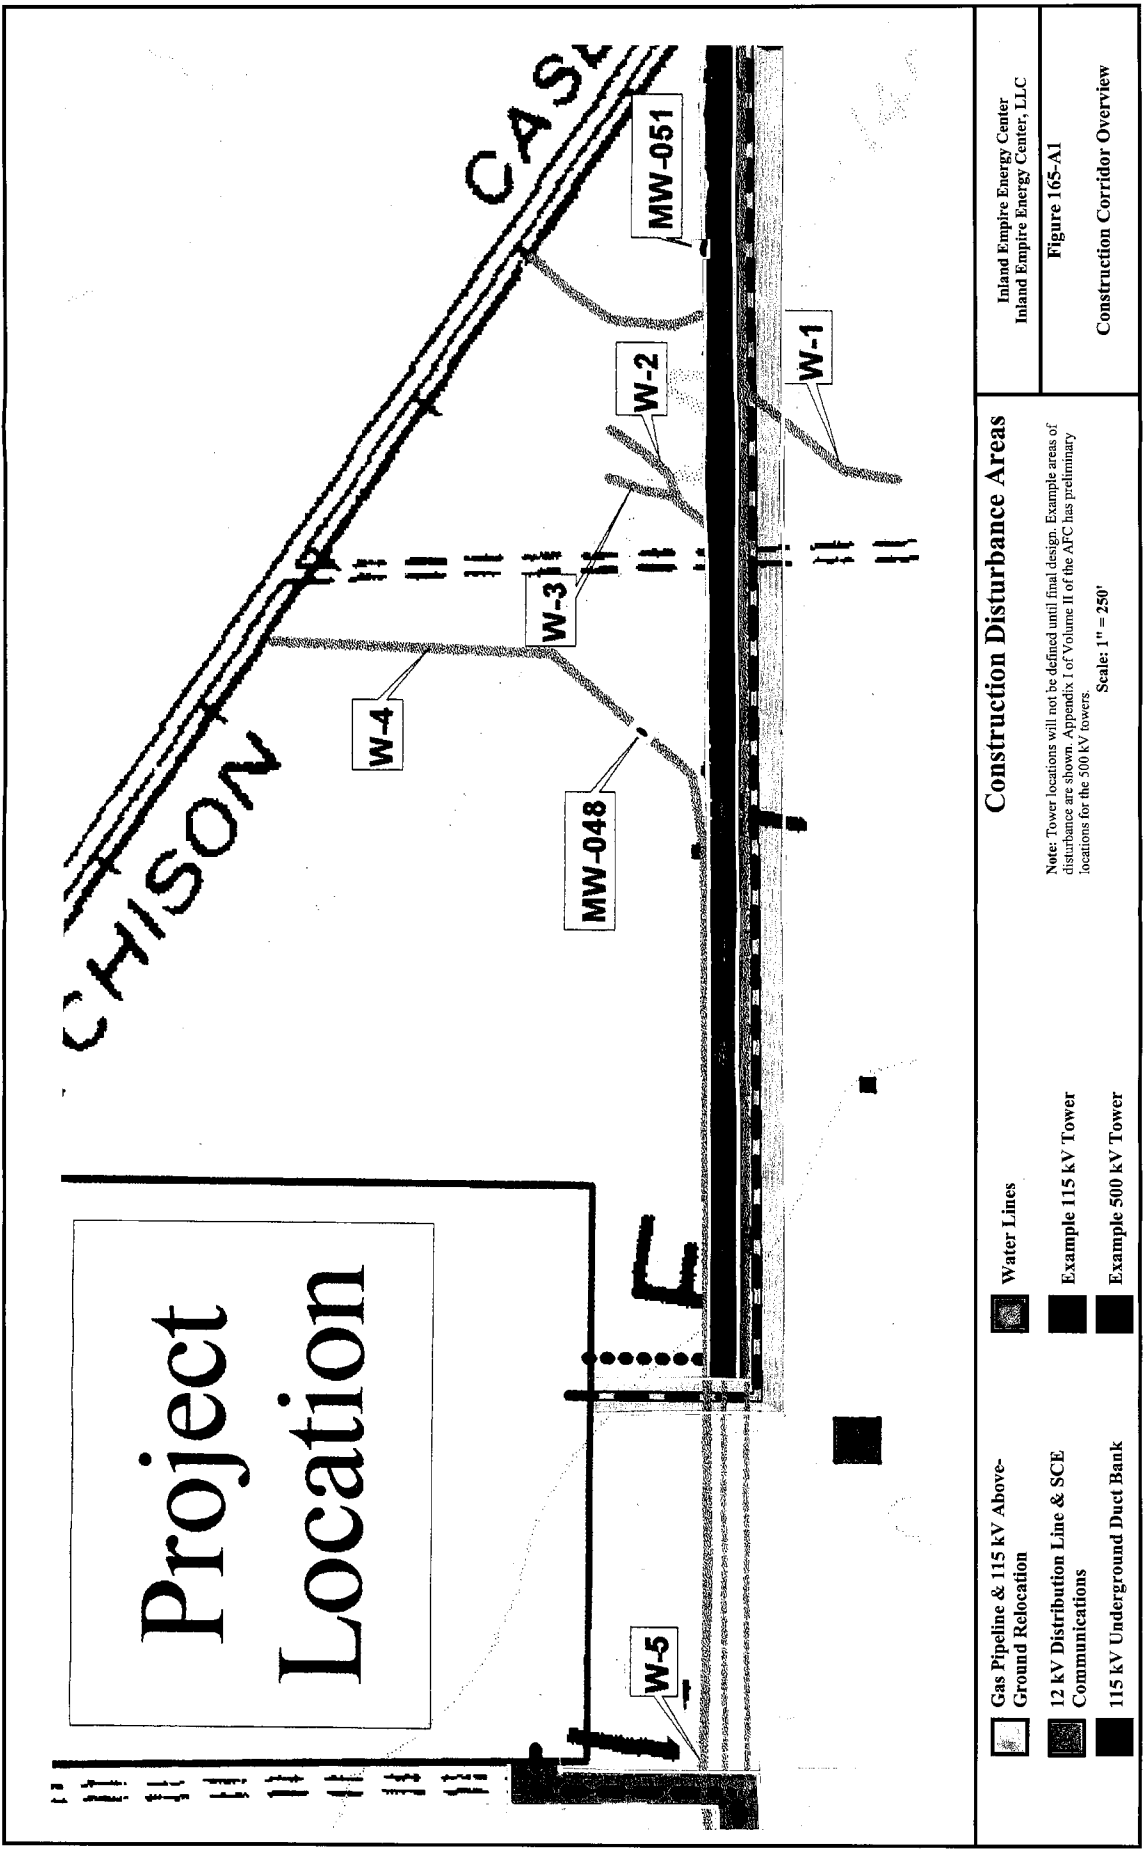 CHISON
CAS
Project
Location
W-5
W-4
MW-048
W-3
W-2
W-1
MW-051
Gas Pipeline & 115 kV Above-
Ground Relocation
12 kV Distribution Line & SCE
Communications
115 kV Underground Duct Bank
Water Lines
Example 115 kV Tower
Example 500 kV Tower
Construction Disturbance Areas
Note: Tower locations will not be defined until final design. Example areas of
disturbance are shown. Appendix I of Volume II of the AFC has preliminary
locations for the 500 kV towers.
Scale: 1" = 250'
Inland Empire Energy Center
Inland Empire Energy Center, LLC
Figure 165-A1
Construction Corridor Overview